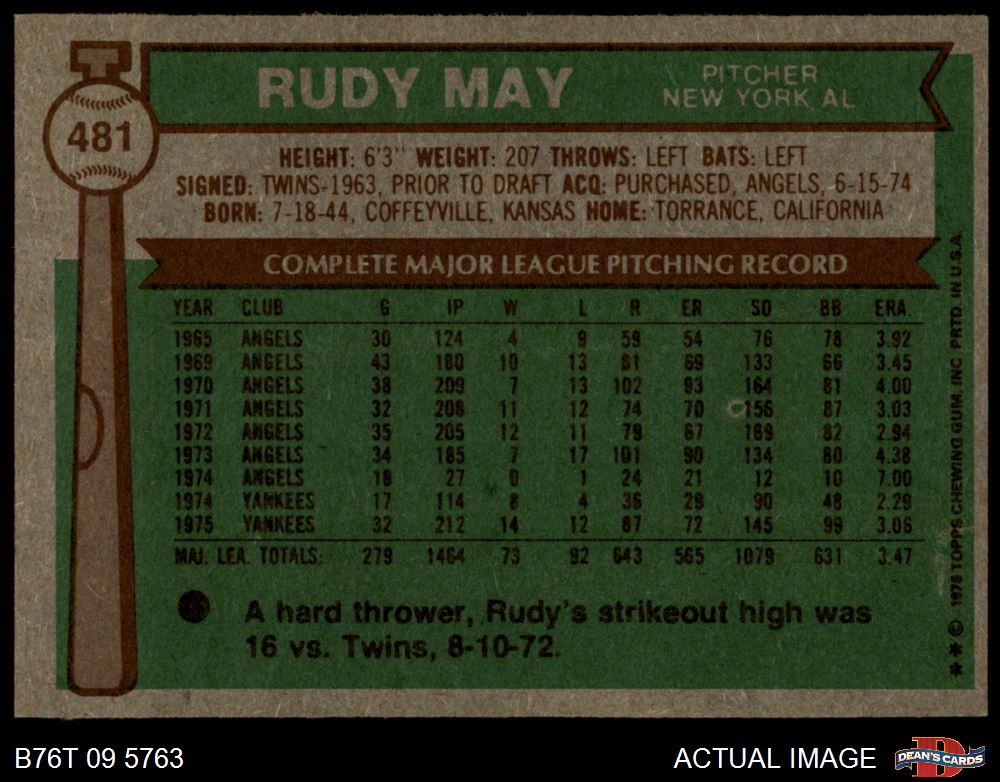 RUDY MAY
PITCHER
NEW YORK AL
481
HEIGHT: 6'3" WEIGHT: 207 THROWS: LEFT BATS: LEFT
SIGNED: TWINS-1963, PRIOR TO DRAFT ACQ: PURCHASED, ANGELS, 6-15-74
BORN: 7-18-44, COFFEYVILLE, KANSAS HOME: TORRANCE, CALIFORNIA
COMPLETE MAJOR LEAGUE PITCHING RECORD
YEAR CLUB G IP W L R ER SO BB ERA.
1965 ANGELS 30 124 4 9 59 54 76 78 3.92
1969 ANGELS 43 180 10 13 81 69 133 66 3.45
1970 ANGELS 38 209 7 13 102 93 164 81 4.00
1971 ANGELS 32 208 11 12 74 70 156 87 3.03
1972 ANGELS 35 205 12 11 79 67 169 82 2.94
1973 ANGELS 34 185 7 17 101 90 134 80 4.38
1974 ANGELS 18 27 0 1 24 21 12 10 7.00
1974 YANKEES 17 114 8 4 36 29 90 48 2.29
1975 YANKEES 32 212 14 12 87 72 145 99 3.06
MAJ. LEA. TOTALS: 279 1464 73 92 643 565 1079 631 3.47
A hard thrower, Rudy's strikeout high was
16 vs. Twins, 8-10-72.
** © 1976 TOPPS CHEWING GUM, INC. PRTD. IN U.S.A.
B76T 09 5763
ACTUAL IMAGE
D
DEAN'S CARDS